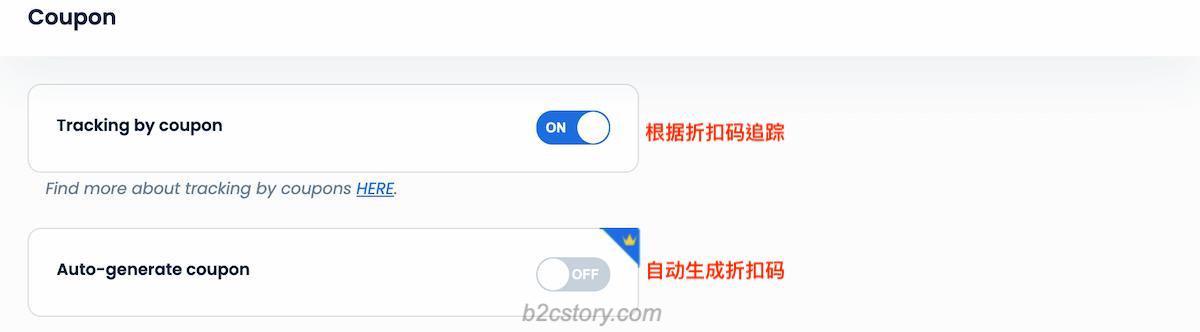 Coupon
Tracking by coupon
ON
根据折扣码追踪
Find more about tracking by coupons HERE.
Auto-generate coupon
OFF
自动生成折扣码
b2cstory.com